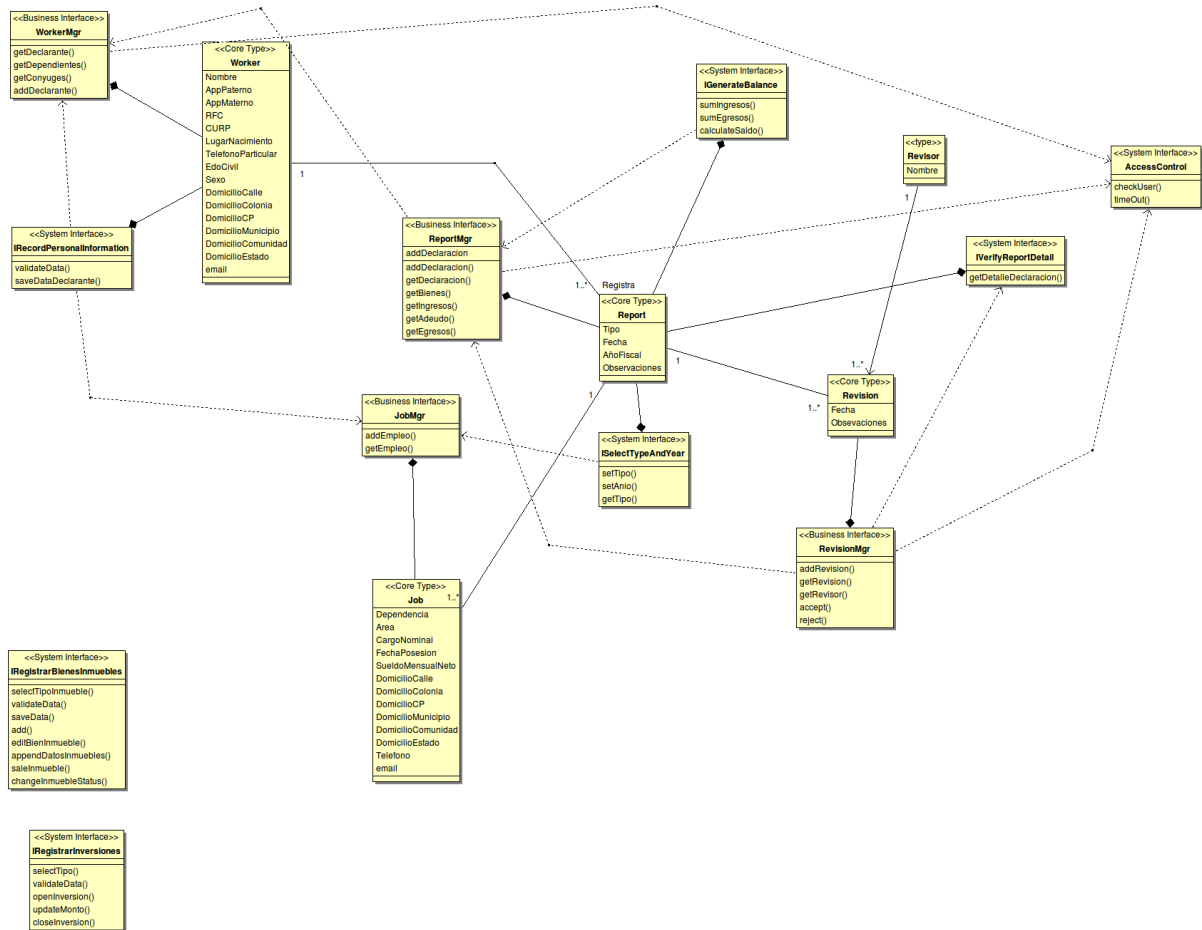 <<Business Interface>>
WorkerMgr
getDeclarante()
getDependientes()
getConyuges()
addDeclarante()
<<Core Type>>
Worker
Nombre
AppPaterno
AppMaterno
RFC
CURP
LugarNacimiento
TelefonoParticular
EdoCivil
Sexo
DomicilioCalle
DomicilioColonia
DomicilioCP
DomicilioMunicipio
DomicilioComunidad
DomicilioEstado
email
1
<<System Interface>>
IGenerateBalance
sumIngresos()
sumEgresos()
calculateSaldo()
<<type>>
Revisor
Nombre
1
<<System Interface>>
AccessControl
checkUser()
timeOut()
<<System Interface>>
IRecordPersonalInformation
validateData()
saveDataDeclarante()
<<Business Interface>>
ReportMgr
addDeclaracion
addDeclaracion()
getDeclaracion()
getBienes()
getIngresos()
getAdeudo()
getEgresos()
<<System Interface>>
IVerifyReportDetail
getDetalleDeclaracion()
1..*
Registra
<<Core Type>>
Report
Tipo
Fecha
AñoFiscal
Observaciones
1
1
1..*
1..*
<<Core Type>>
Revision
Fecha
Obsevaciones
<<Business Interface>>
JobMgr
addEmpleo()
getEmpleo()
<<System Interface>>
ISelectTypeAndYear
setTipo()
setAnio()
getTipo()
<<Business Interface>>
RevisionMgr
addRevision()
getRevision()
getRevisor()
accept()
reject()
<<Core Type>>
Job
1..*
Dependencia
Area
CargoNominal
FechaPosesion
SueldoMensualNeto
DomicilioCalle
DomicilioColonia
DomicilioCP
DomicilioMunicipio
DomicilioComunidad
DomicilioEstado
Telefono
email
<<System Interface>>
IRegistrarBienesInmuebles
selectTipoInmueble()
validateData()
saveData()
add()
editBienInmueble()
appendDatosInmuebles()
saleInmueble()
changeInmuebleStatus()
<<System Interface>>
IRegistrarInversiones
selectTipo()
validateData()
openInversion()
updateMonto()
closeInversion()